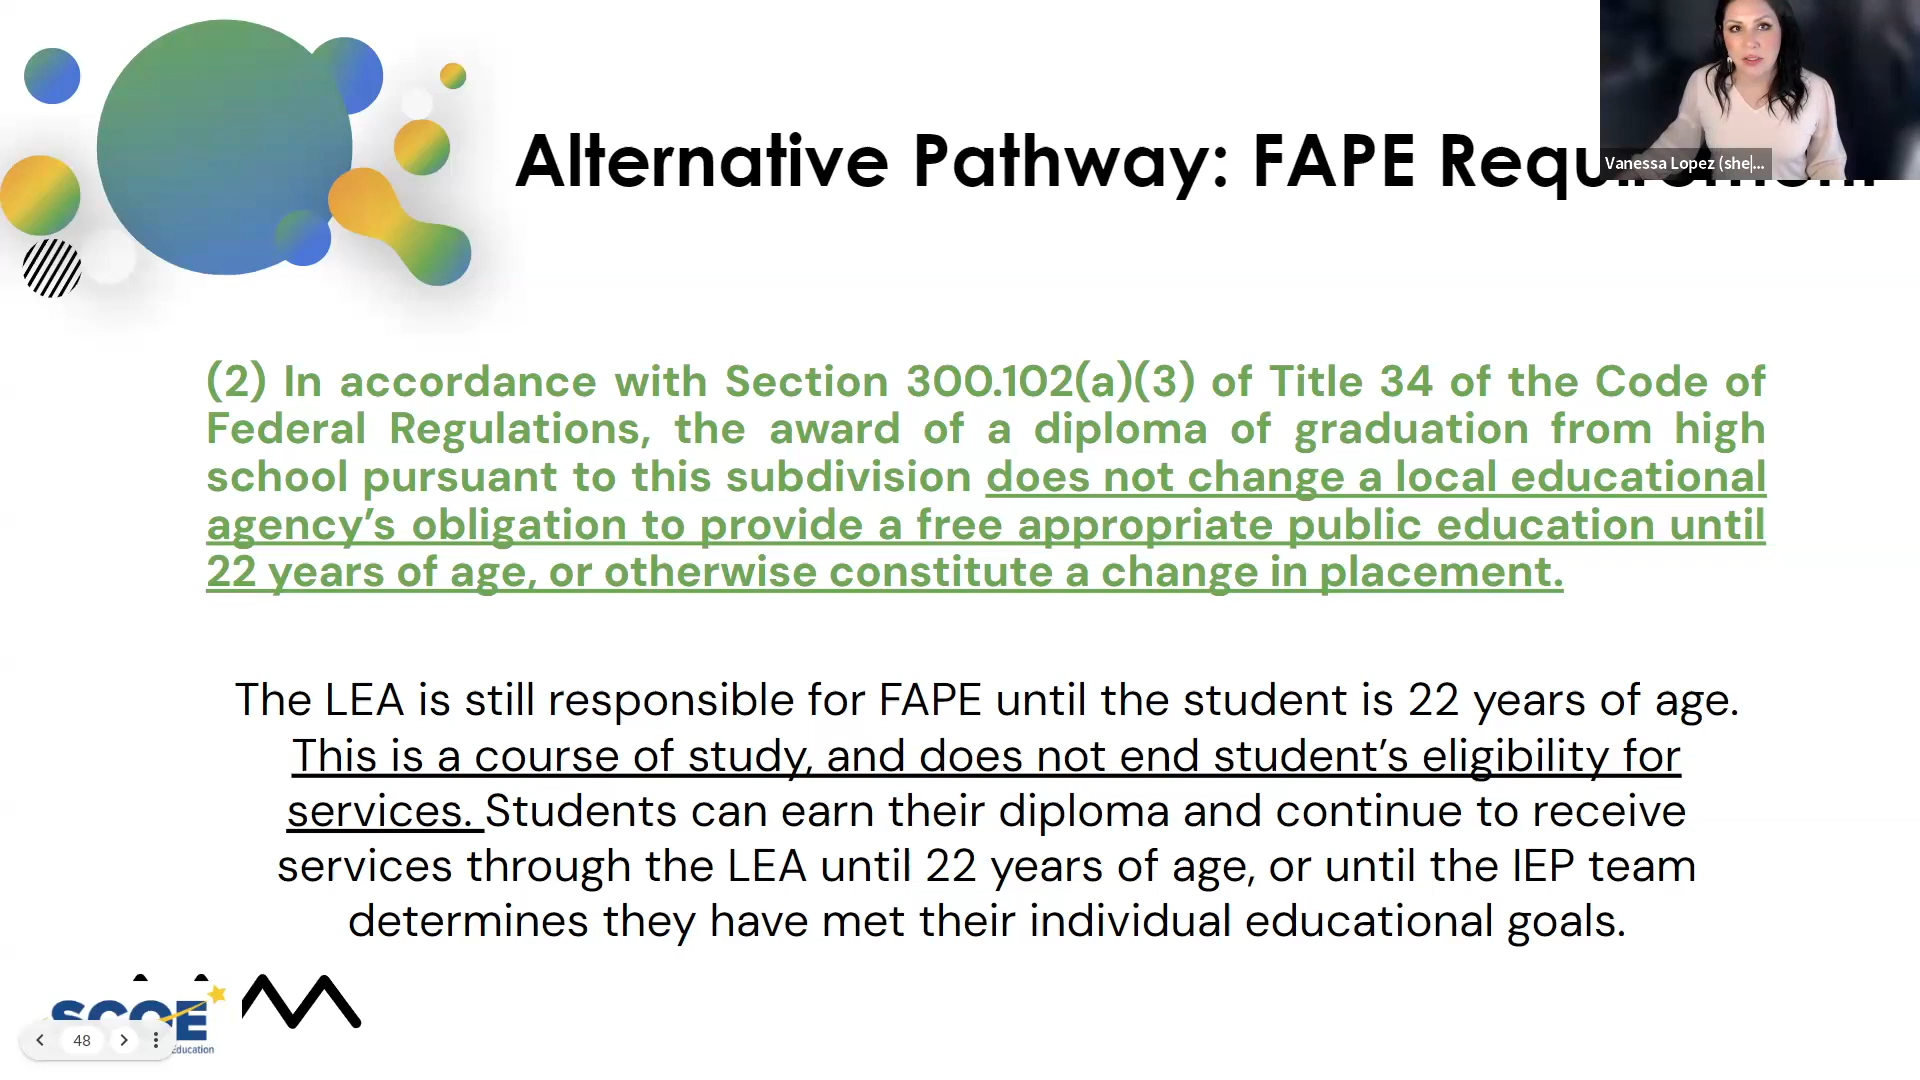 Alternative Pathway: FAPE Requirement
Vanessa Lopez (she|...
(2) In accordance with Section 300.102(a)(3) of Title 34 of the Code of
Federal Regulations, the award of a diploma of graduation from high
school pursuant to this subdivision does not change a local educational
agency’s obligation to provide a free appropriate public education until
22 years of age, or otherwise constitute a change in placement.
The LEA is still responsible for FAPE until the student is 22 years of age.
This is a course of study, and does not end student’s eligibility for
services. Students can earn their diploma and continue to receive
services through the LEA until 22 years of age, or until the IEP team
determines they have met their individual educational goals.
SCOE
Education
48